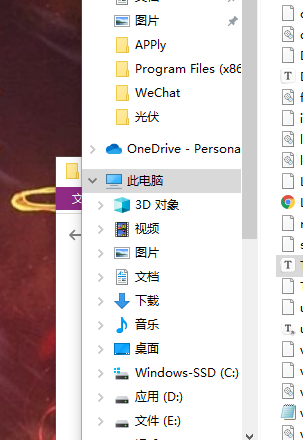 图片
APPly
Program Files (x86
WeChat
光伏
OneDrive - Persona
此电脑
3D 对象
视频
图片
文档
下载
音乐
桌面
Windows-SSD (C:)
应用 (D:)
文件 (E:)
文